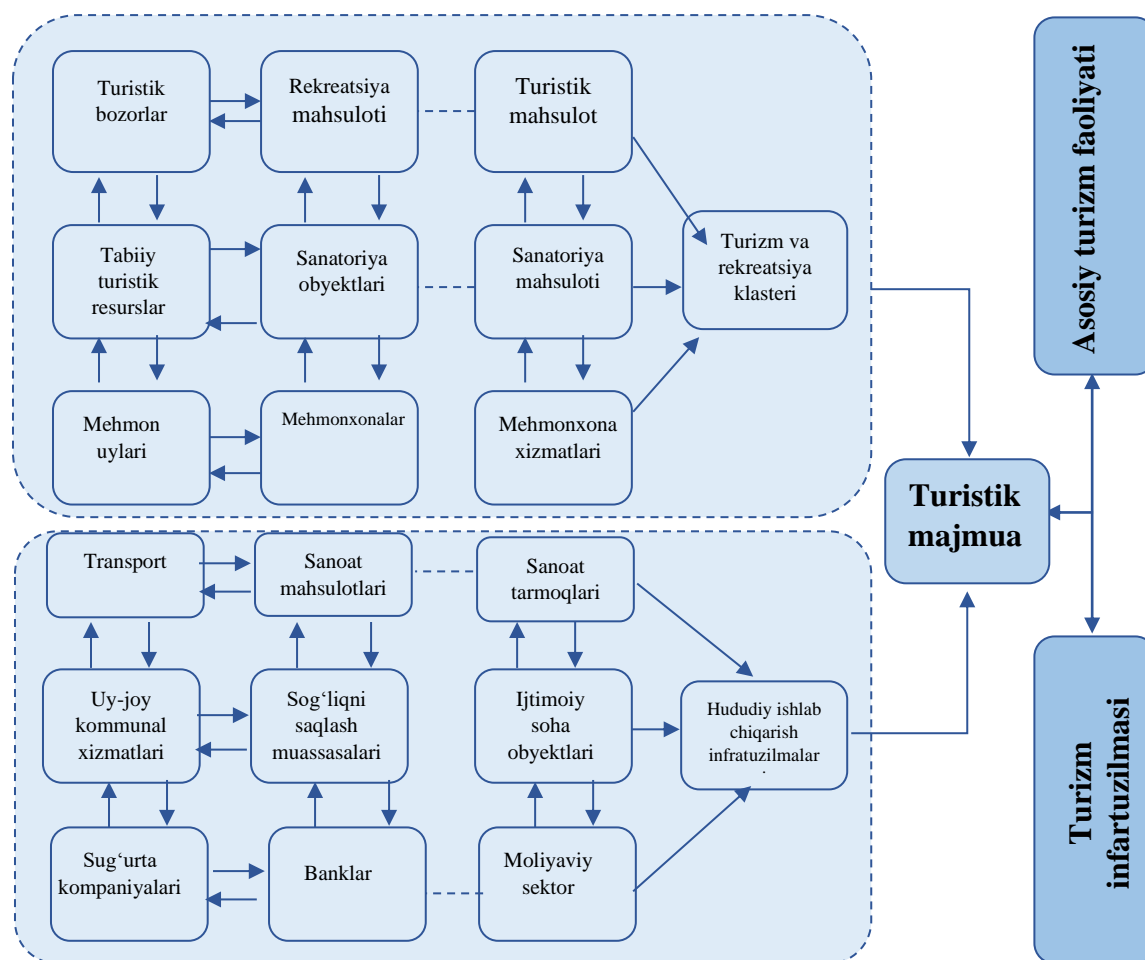 Turistik
bozorlar
Rekreatsiya
mahsuloti
Turistik
mahsulot
Tabiiy
turistik
resurslar
Sanatoriya
obyektlari
Sanatoriya
mahsuloti
Turizm va
rekreatsiya
klasteri
Mehmon
uylari
Mehmonxonalar
Mehmonxona
xizmatlari
Asosiy turizm faoliyati
Turistik
majmua
Transport
Sanoat
mahsulotlari
Sanoat
tarmoqlari
Uy-joy
kommunal
xizmatlari
Sog‘liqni
saqlash
muassasalari
Ijtimoiy
soha
obyektlari
Hududiy ishlab
chiqarish
infratuzilmalar
Sug‘urta
kompaniyalari
Banklar
Moliyaviy
sektor
Turizm
infartuzilmasi